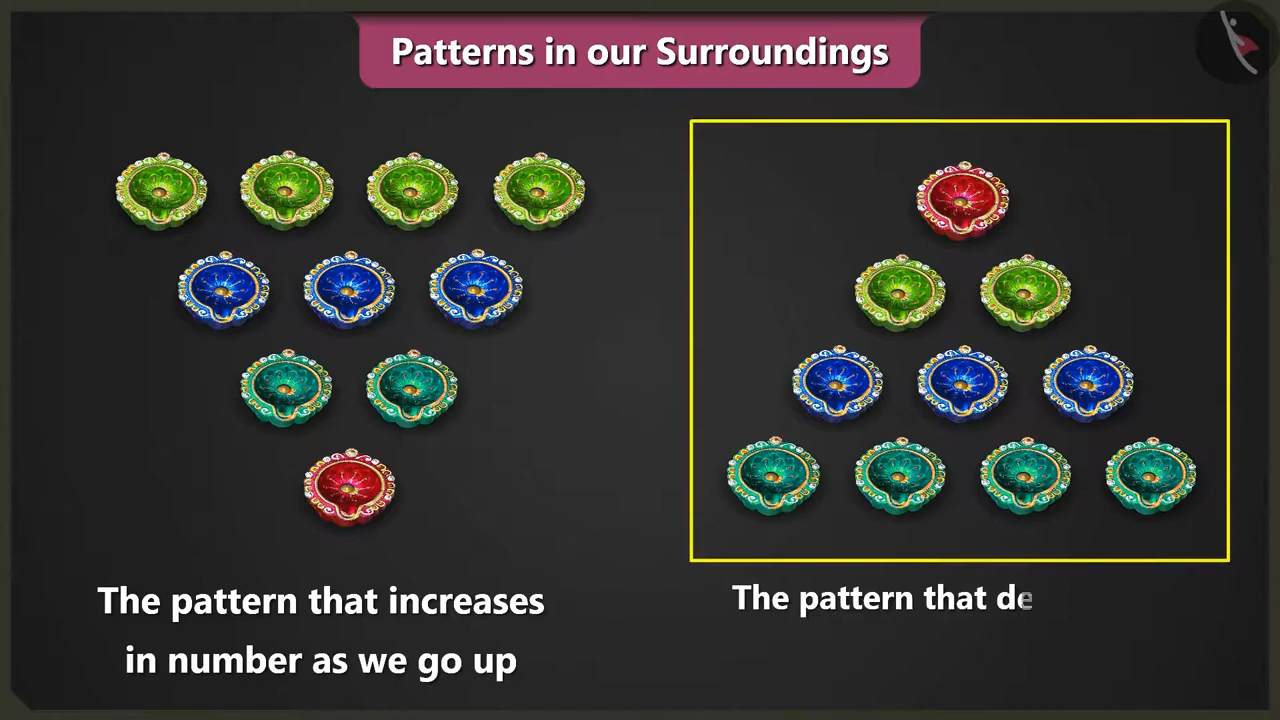 Patterns in our Surroundings
The pattern that increases
in number as we go up
The pattern that de